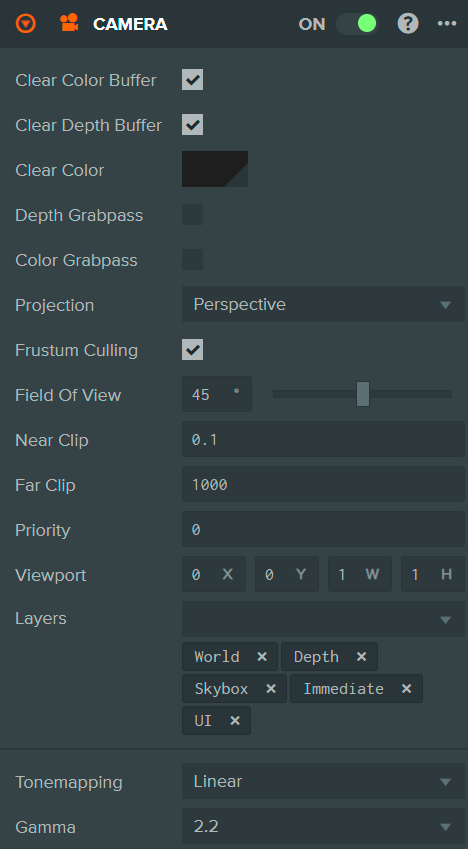 CAMERA ON ?
Clear Color Buffer
Clear Depth Buffer
Clear Color
Depth Grabpass
Color Grabpass
Projection Perspective
Frustum Culling
Field Of View 45 °
Near Clip 0.1
Far Clip 1000
Priority 0
Viewport 0 X 0 Y 1 W 1 H
Layers
World × Depth ×
Skybox × Immediate ×
UI ×
Tonemapping Linear
Gamma 2.2